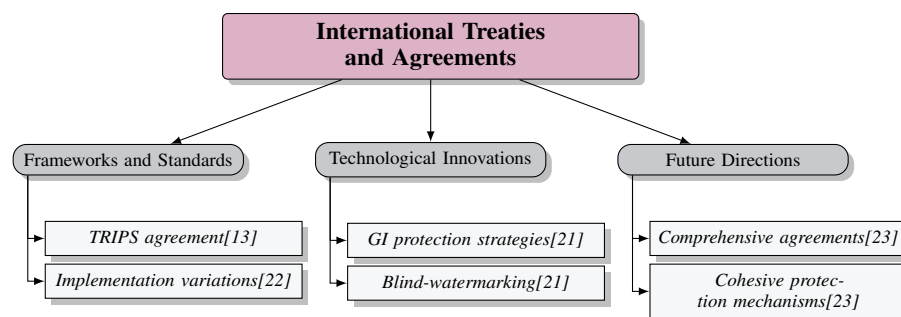 International Treaties
and Agreements
Frameworks and Standards
Technological Innovations
Future Directions
TRIPS agreement[13]
Implementation variations[22]
GI protection strategies[21]
Blind-watermarking[21]
Comprehensive agreements[23]
Cohesive protec-
tion mechanisms[23]